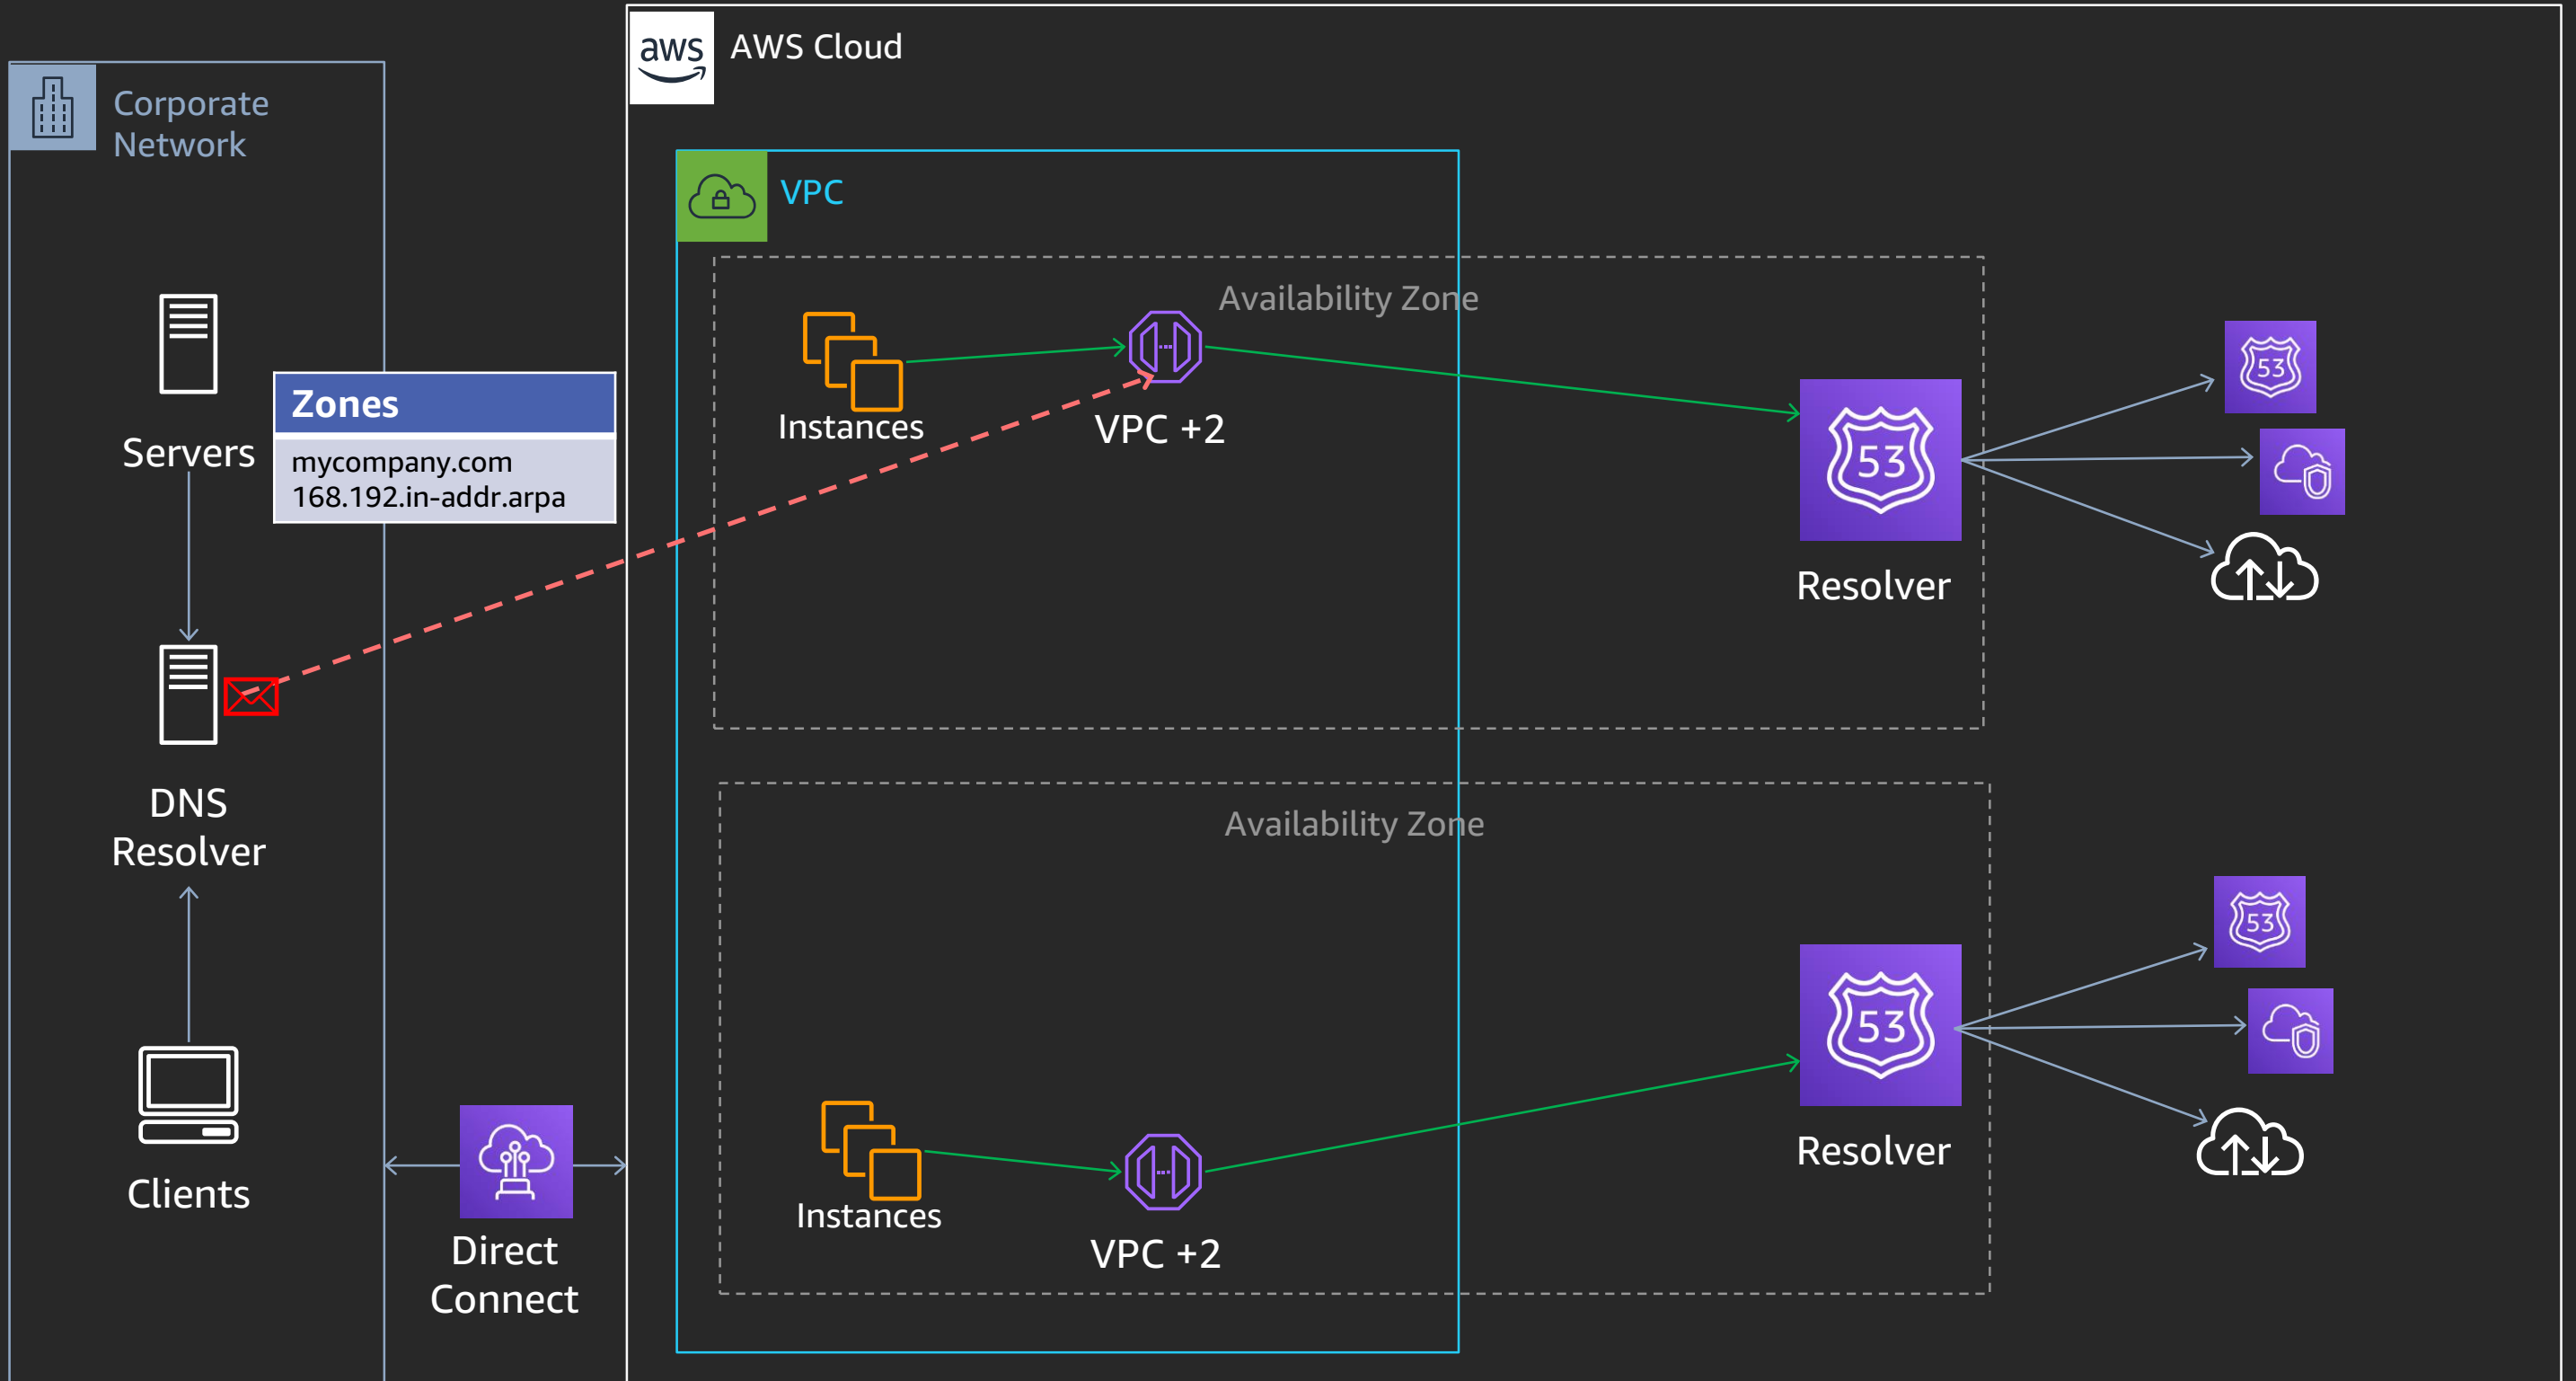 aws
AWS Cloud
Corporate
Network
VPC
Availability Zone
Servers
Zones
mycompany.com
168.192.in-addr.arpa
Instances
VPC +2
53
Resolver
53
DNS
Resolver
Availability Zone
Clients
Direct
Connect
Instances
VPC +2
53
Resolver
53